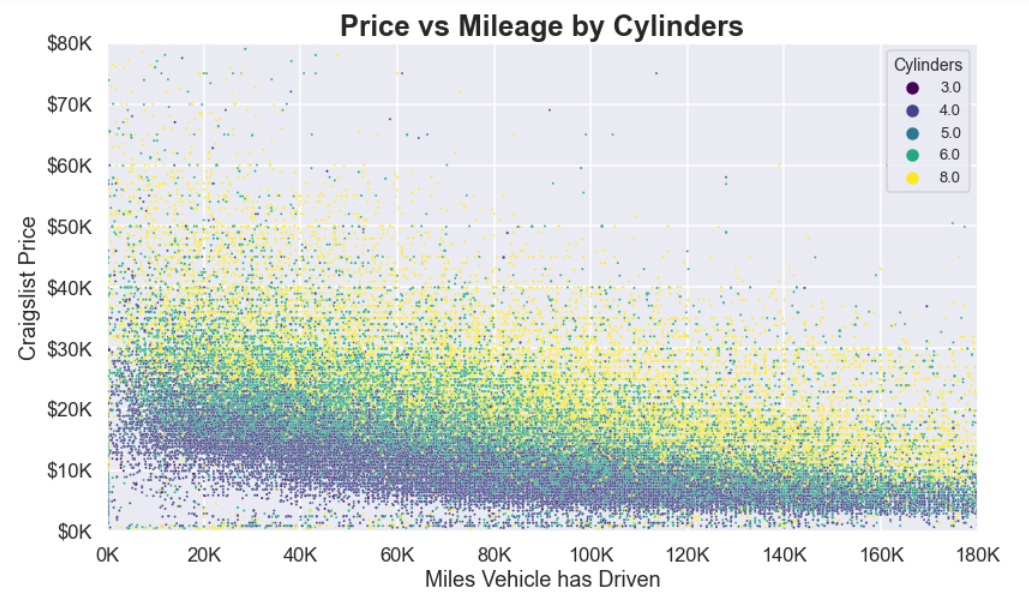 Price vs Mileage by Cylinders
$80K
$70K
$60K
$50K
$40K
$30K
$20K
$10K
$0K
Craigslist Price
Cylinders
3.0
4.0
5.0
6.0
8.0
0K 20K 40K 60K 80K 100K 120K 140K 160K 180K
Miles Vehicle has Driven